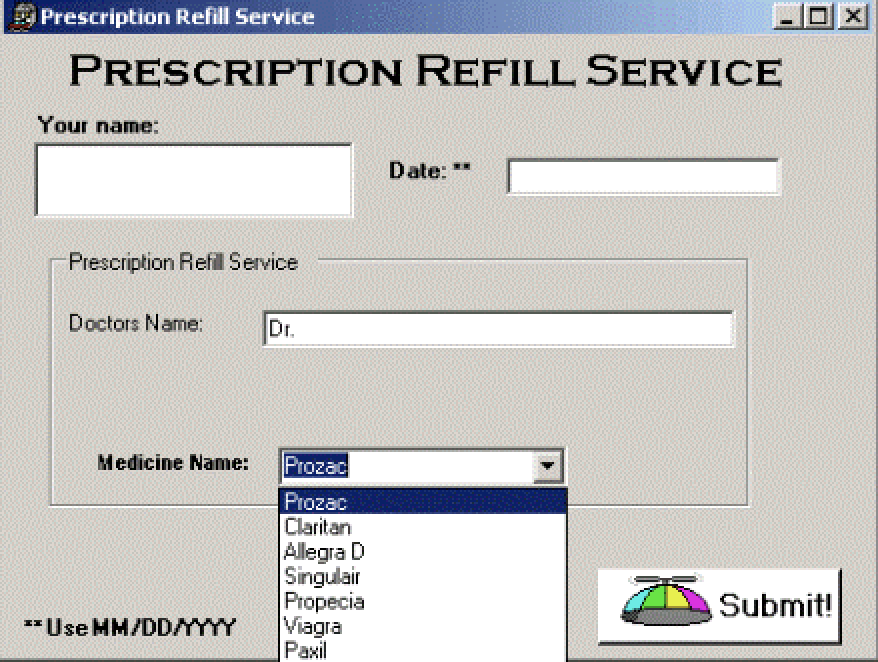 Prescription Refill Service
PRESCRIPTION REFILL SERVICE
Your name:
Date: **
Prescription Refill Service
Doctors Name:
Dr.
Medicine Name:
Prozac
Prozac
Claritan
Allegra D
Singulair
Propecia
Viagra
Paxil
Submit!
** Use MM/DD/YYYY